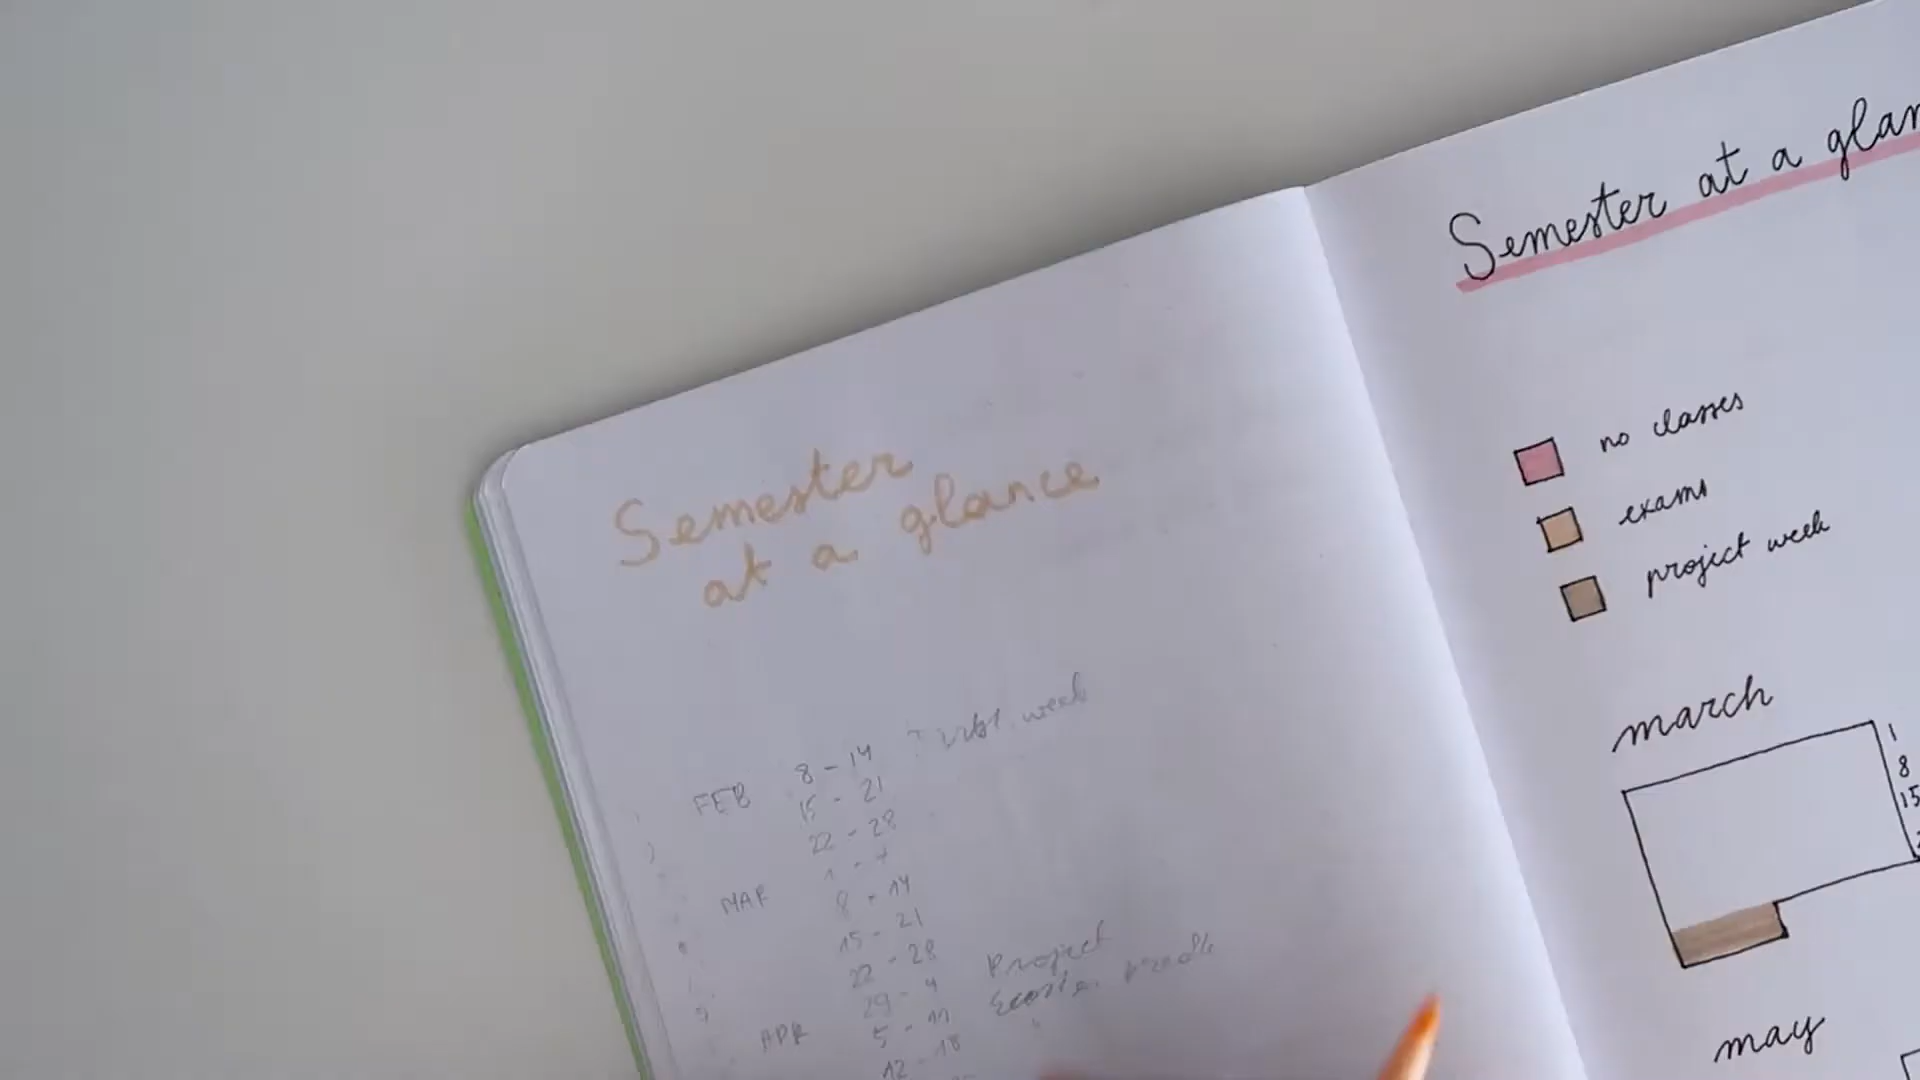 Semester
at a glance
FEB 8 - 14 week
15 - 21
22 - 28
MAR 8 - 14
15 - 21
22 - 28 Project
29 - 4
APR 5 - 11
12 - 18
Semester at a glan
no classes
exams
project week
march
1
8
15
may